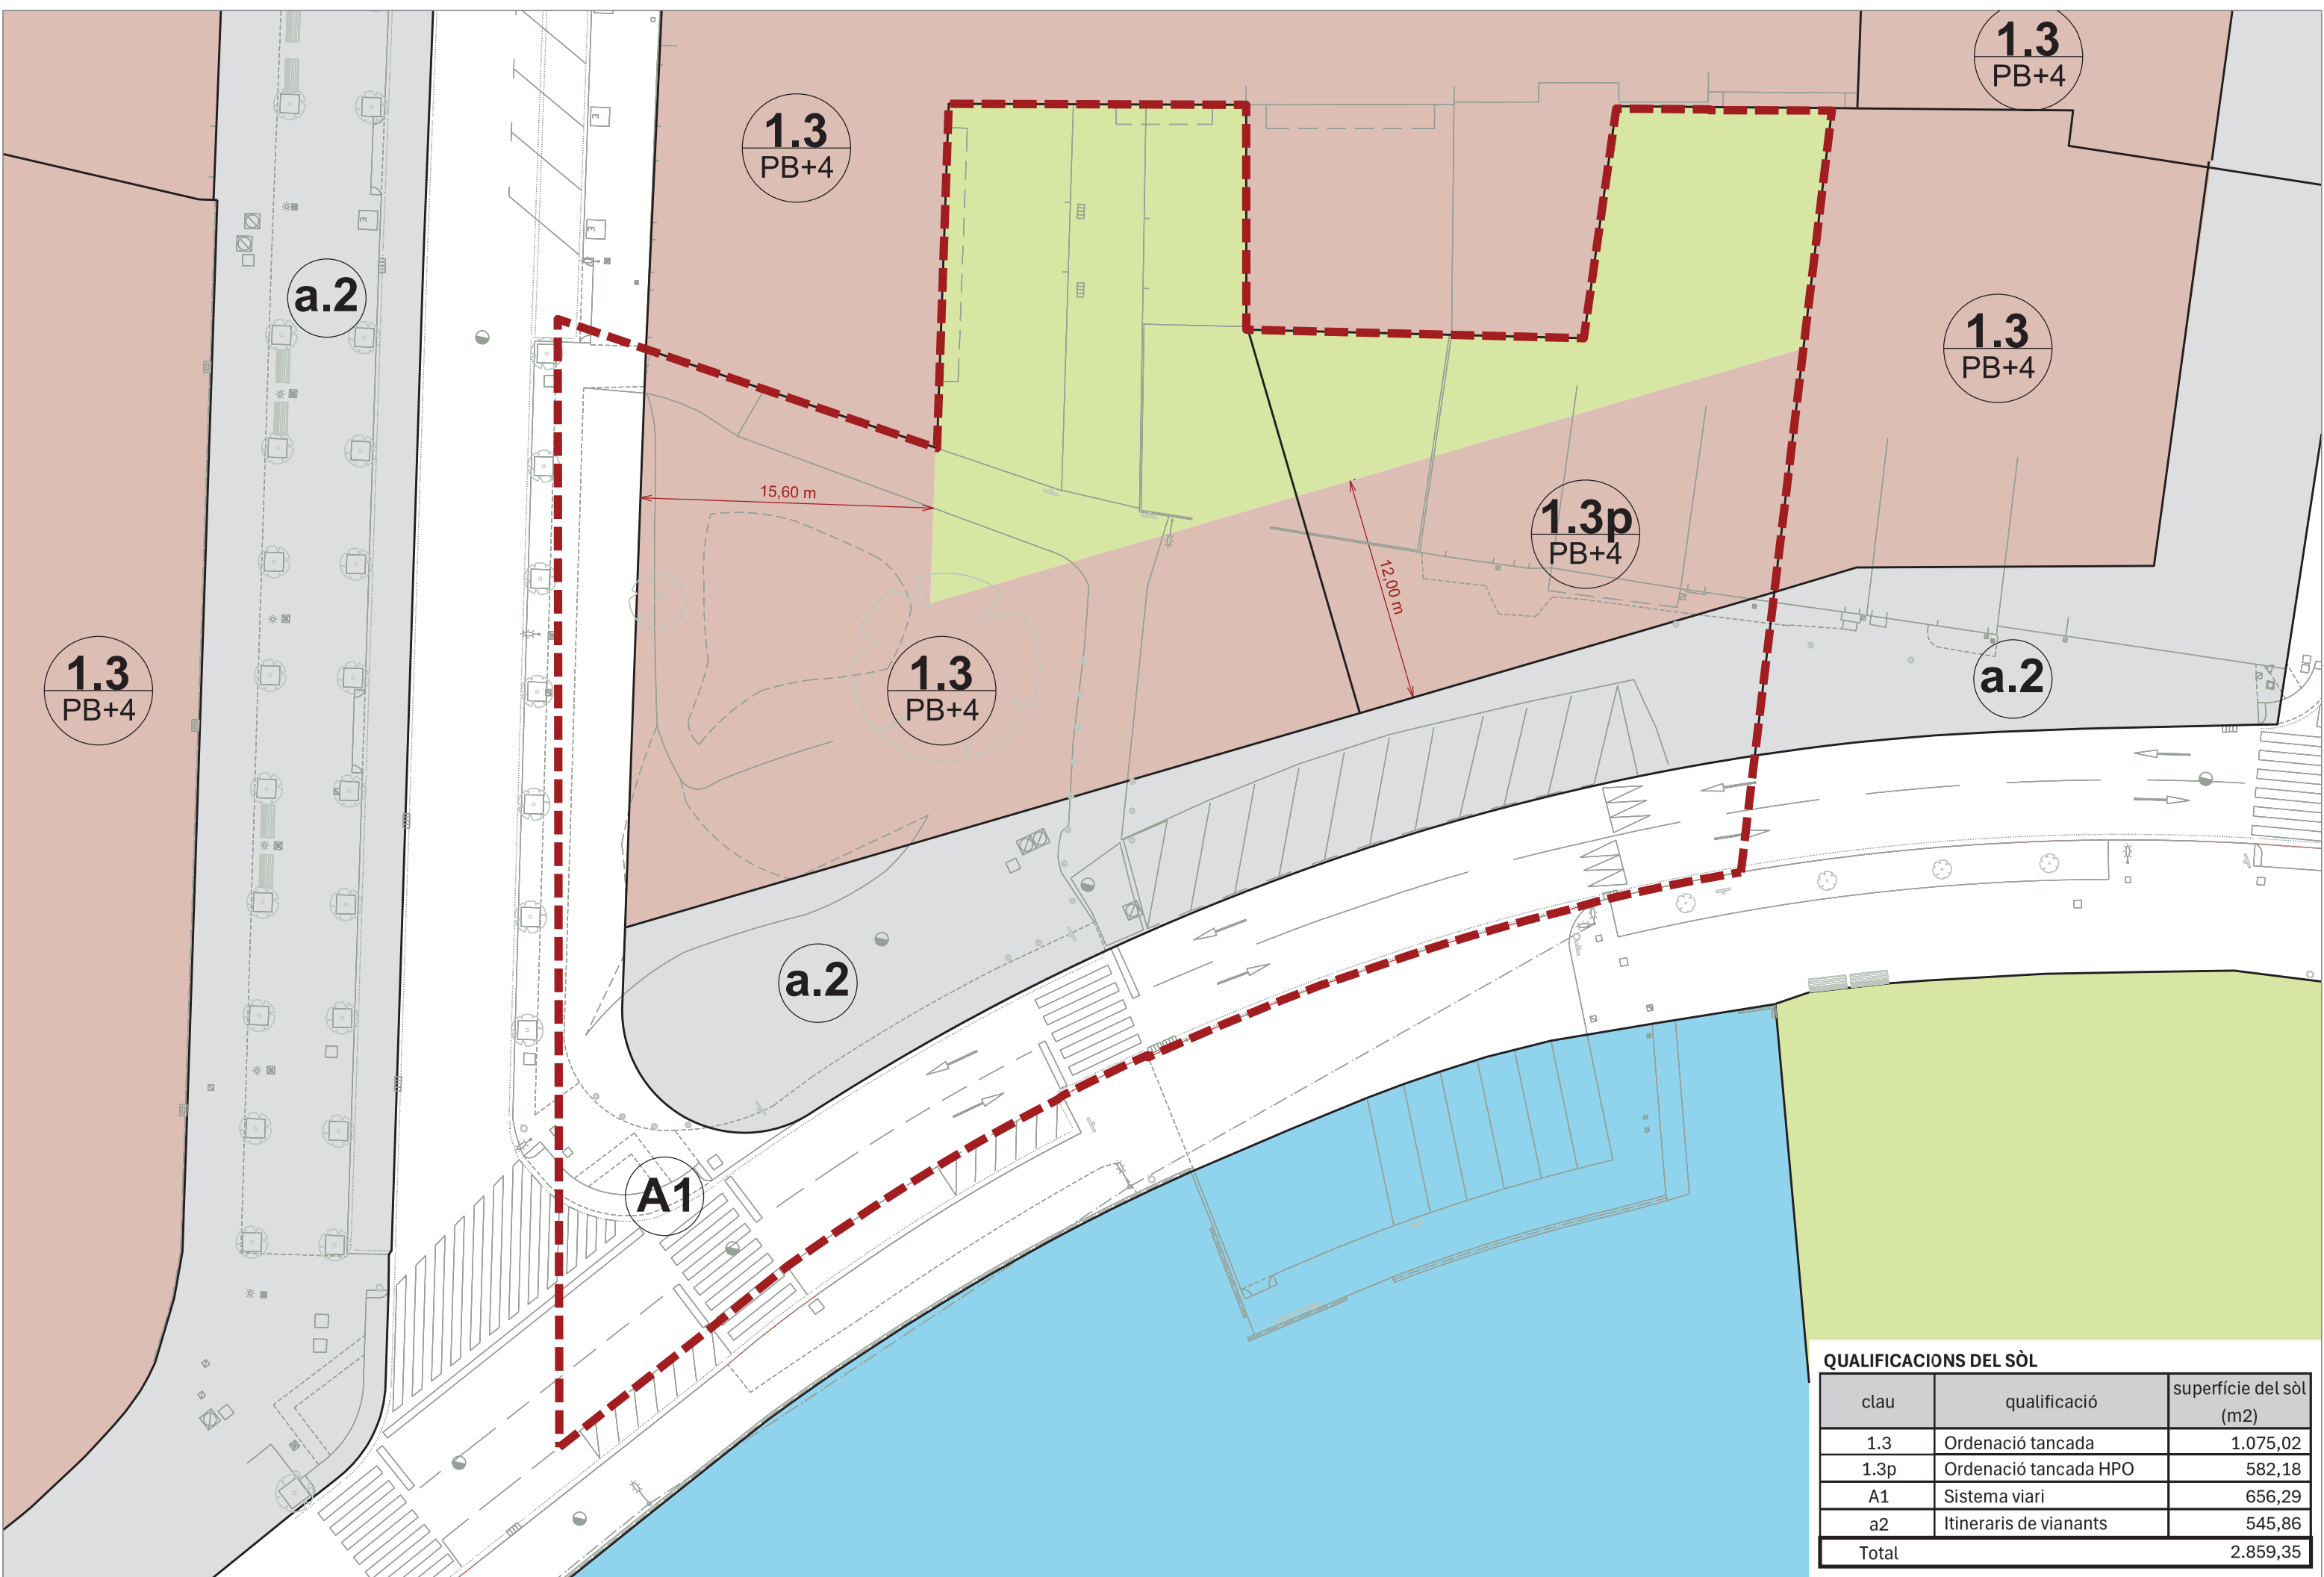 1.3
PB+4
1.3
PB+4
a.2
1.3
PB+4
15,60 m
1.3p
PB+4
12,00 m
1.3
PB+4
1.3
PB+4
a.2
a.2
A1
QUALIFICACIONS DEL SÒL
clau qualificació superfície del sòl
(m2)
1.3 Ordenació tancada 1.075,02
1.3p Ordenació tancada HPO 582,18
A1 Sistema viari 656,29
a2 Itineraris de vianants 545,86
Total 2.859,35
E
E
E